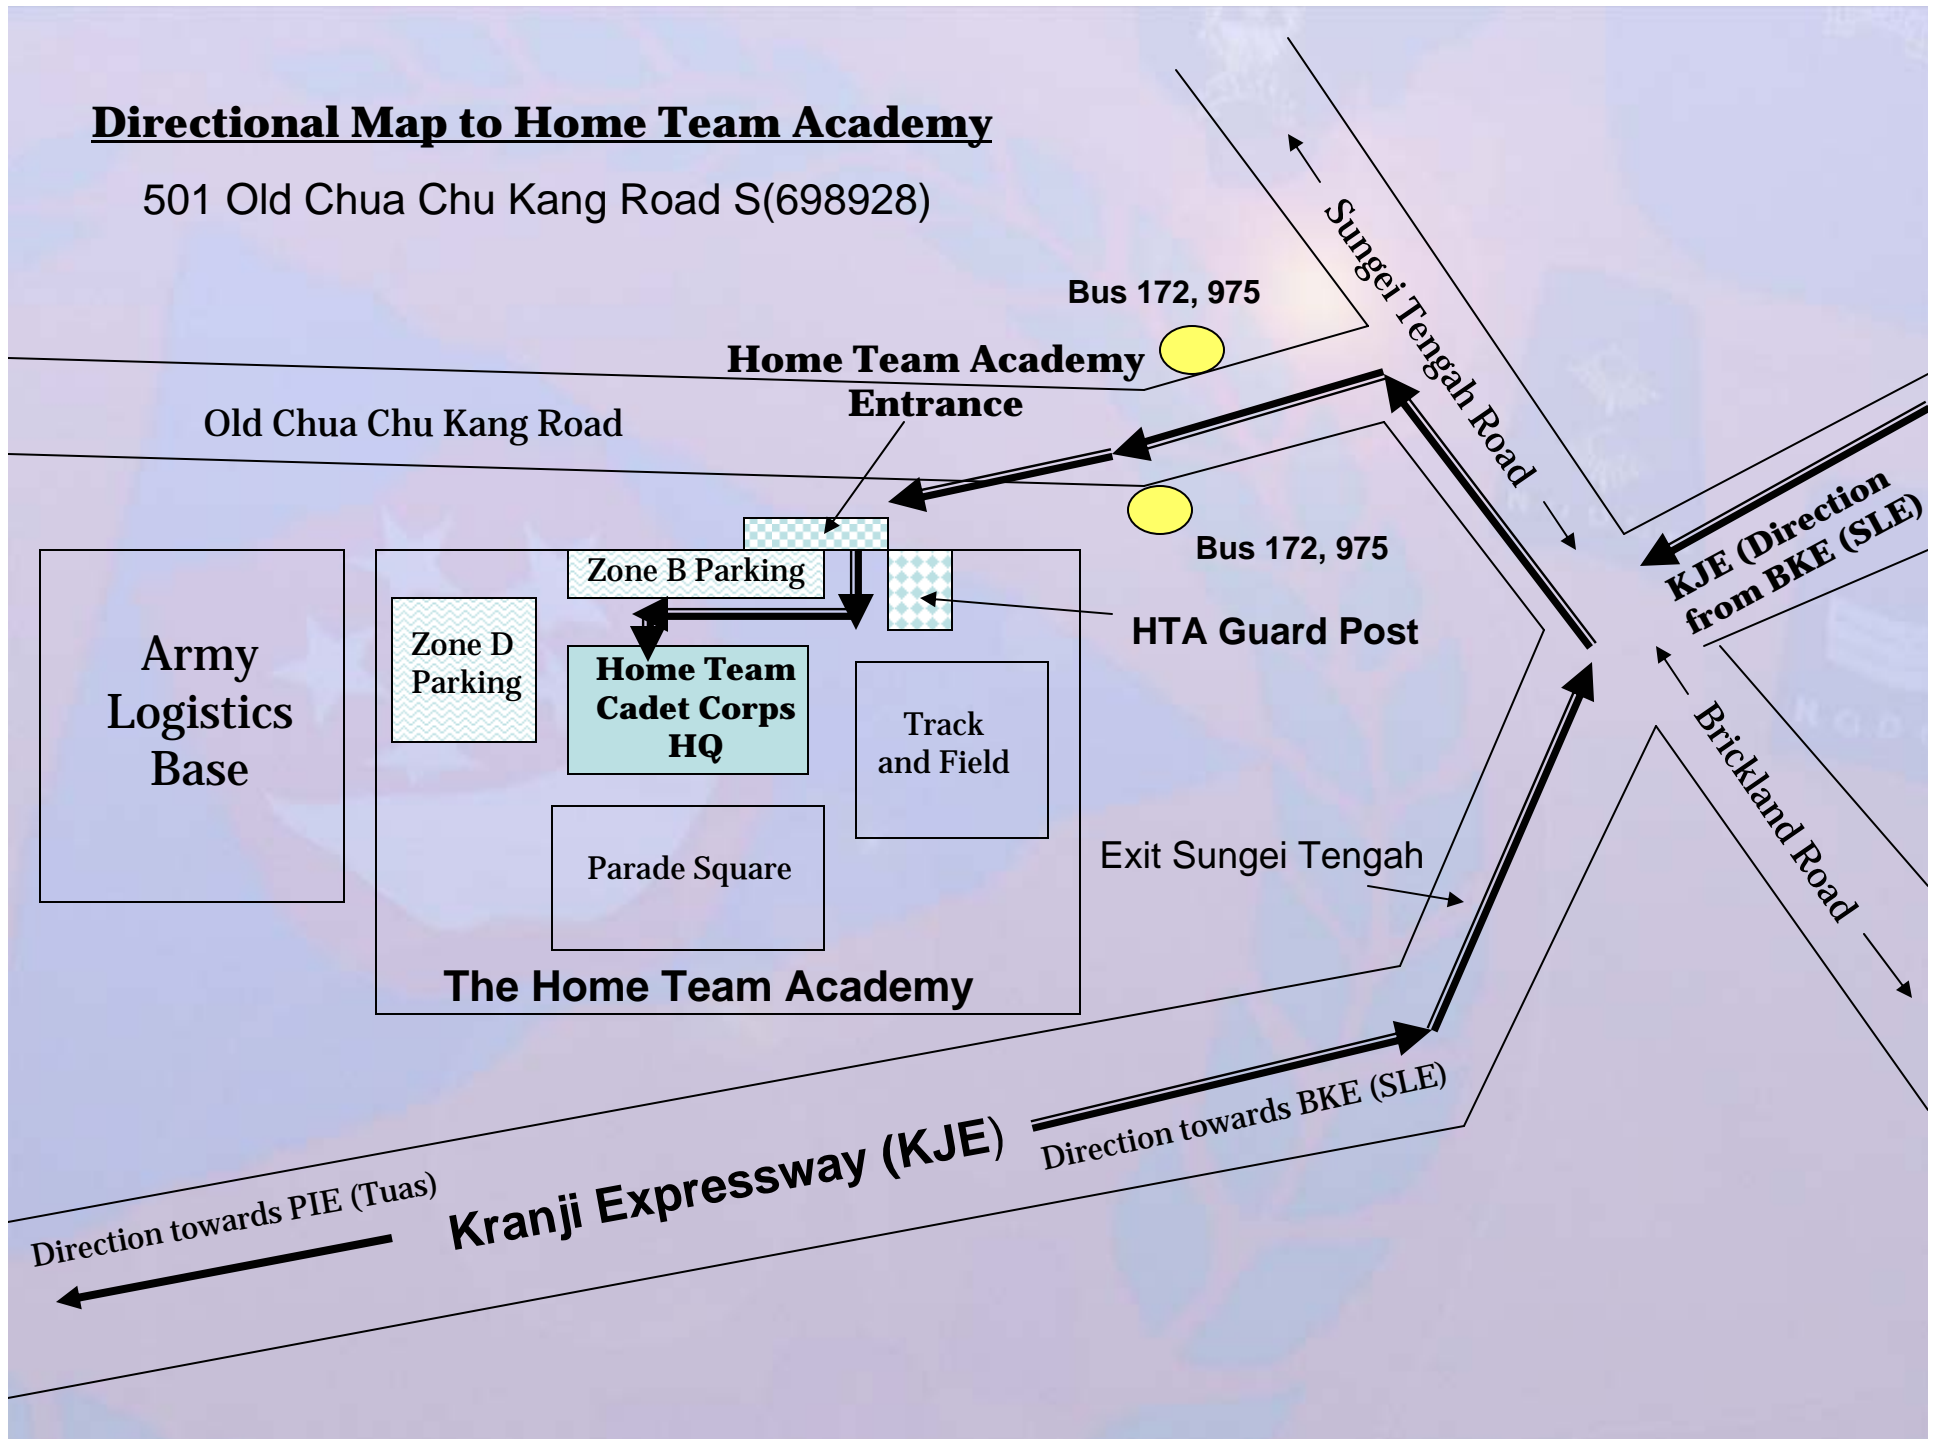 Directional Map to Home Team Academy
501 Old Chua Chu Kang Road S(698928)
Sungei Tengah Road
Bus 172, 975
Home Team Academy
Entrance
Old Chua Chu Kang Road
KJE (Direction
from BKE (SLE)
Bus 172, 975
Zone B Parking
HTA Guard Post
Army
Logistics
Base
Zone D
Parking
Home Team
Cadet Corps
HQ
Track
and Field
Brickland Road
Parade Square
Exit Sungei Tengah
The Home Team Academy
Direction towards BKE (SLE)
Kranji Expressway (KJE)
Direction towards PIE (Tuas)